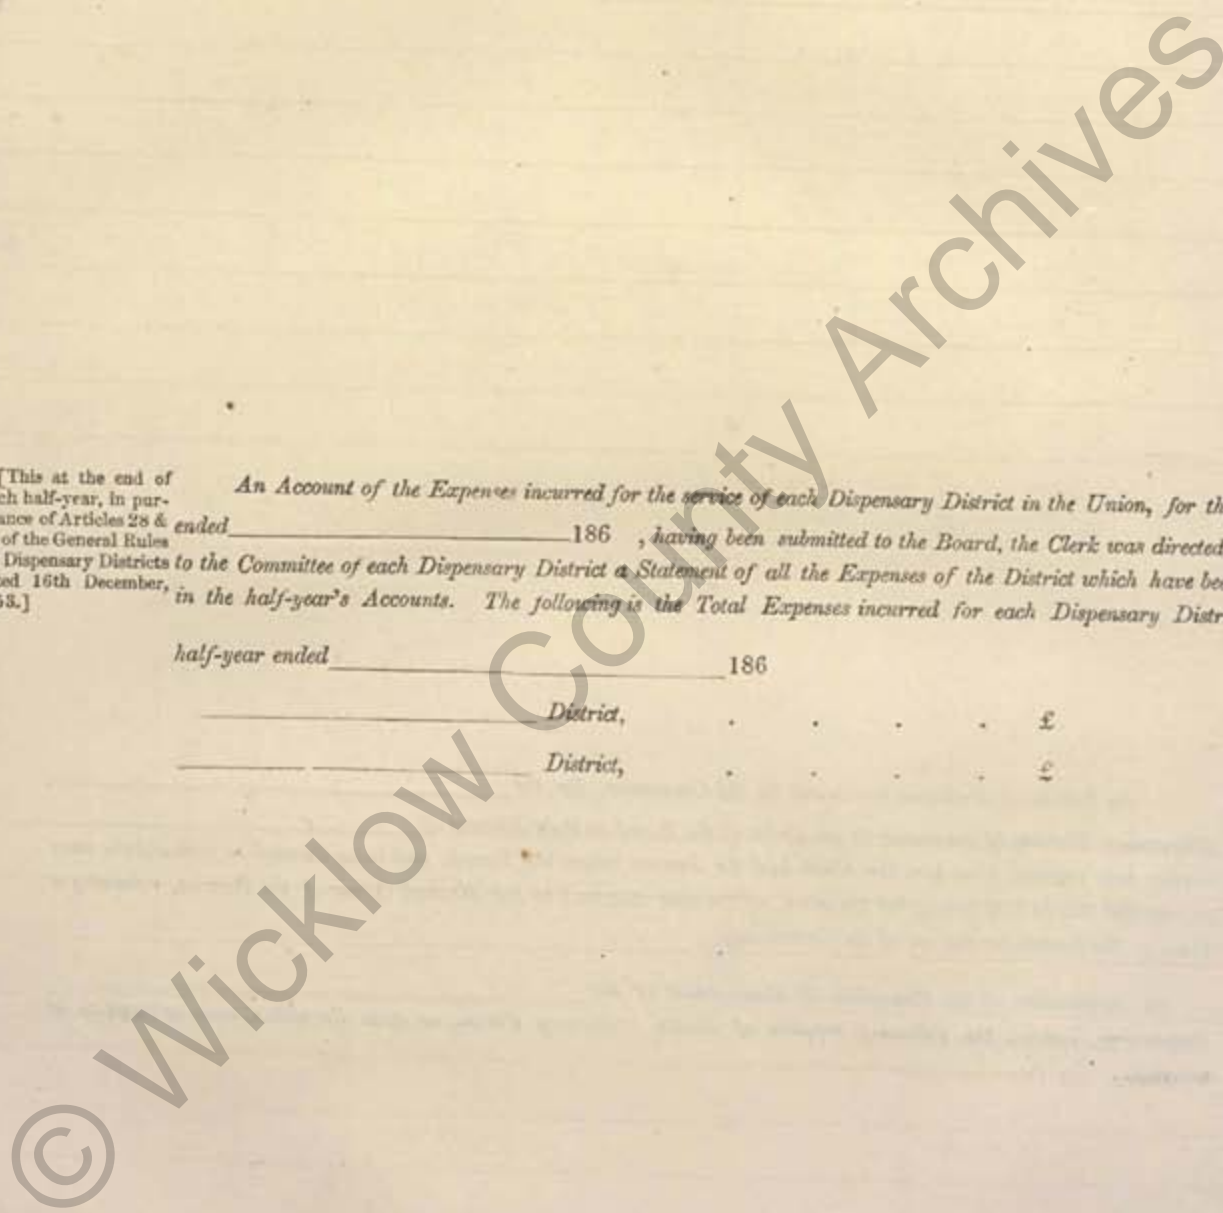 [This at the end of
ch half-year, in pur-
ance of Articles 28 &
of the General Rules
Dispensary Districts
ed 16th December,
53.]
An Account of the Expenses incurred for the service of each Dispensary District in the Union, for th
ended 186 , having been submitted to the Board, the Clerk was directed
to the Committee of each Dispensary District a Statement of all the Expenses of the District which have bee
in the half-year's Accounts. The following is the Total Expenses incurred for each Dispensary Distr
half-year ended 186
District, . . . . £
District, . . . . £
© Wicklow County Archives